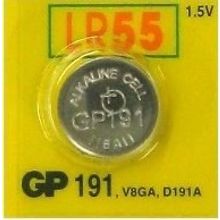 LR55
1.5V
ALKALINE CELL
GP191
GP 191, V8GA, D191A